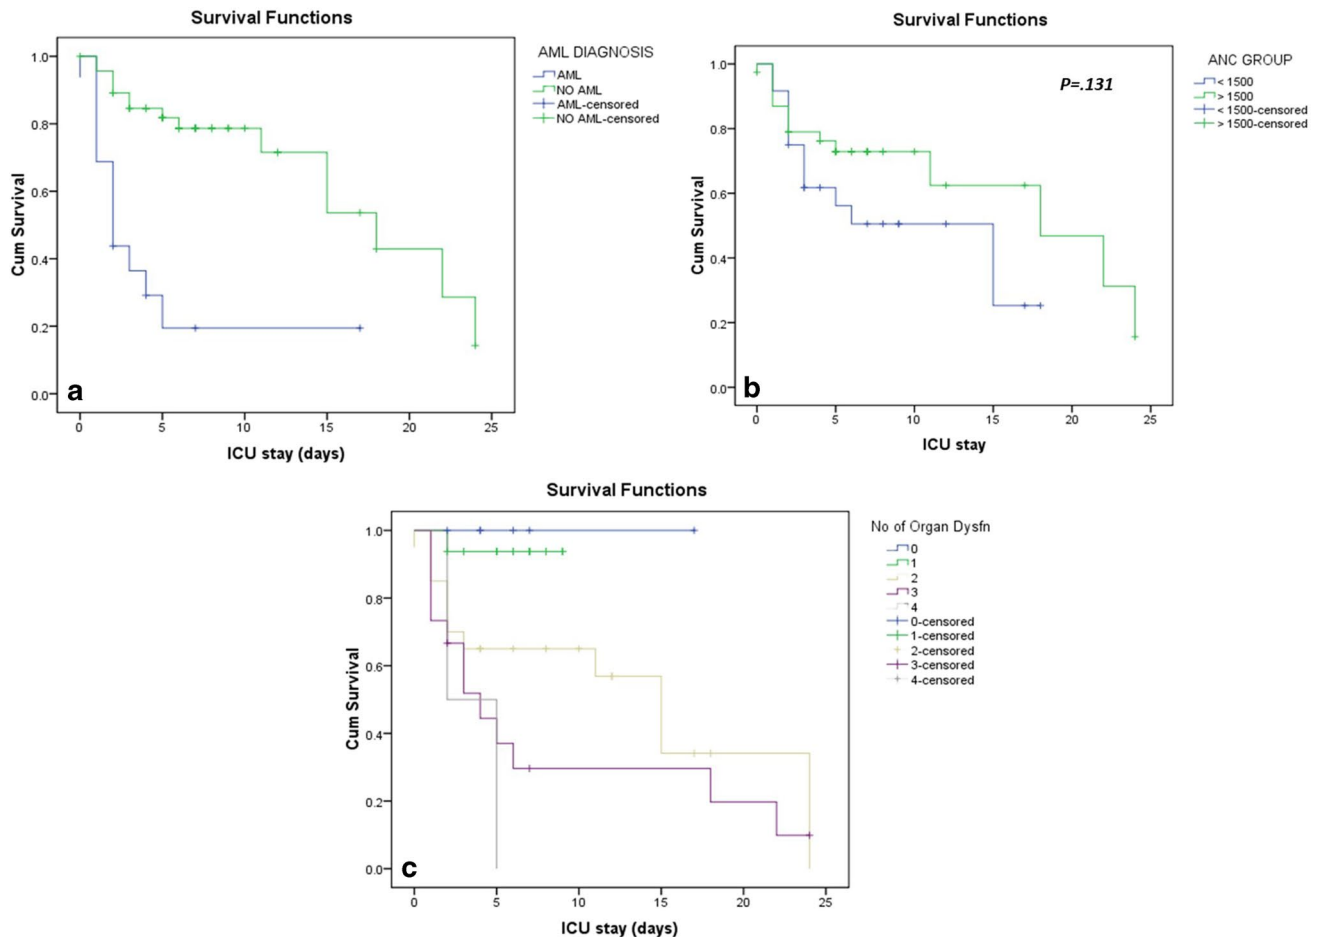 Survival Functions
Cum Survival
1.0
0.8
0.6
0.4
0.2
0.0
a
0 5 10 15 20 25
ICU stay (days)
AML DIAGNOSIS
AML
NO AML
AML-censored
NO AML-censored
Survival Functions
Cum Survival
1.0
0.8
0.6
0.4
0.2
0.0
P=.131
b
0 5 10 15 20 25
ICU stay
ANC GROUP
< 1500
> 1500
< 1500-censored
> 1500-censored
Survival Functions
Cum Survival
1.0
0.8
0.6
0.4
0.2
0.0
c
0 5 10 15 20 25
ICU stay (days)
No of Organ Dysfn
0
1
2
3
4
0-censored
1-censored
2-censored
3-censored
4-censored